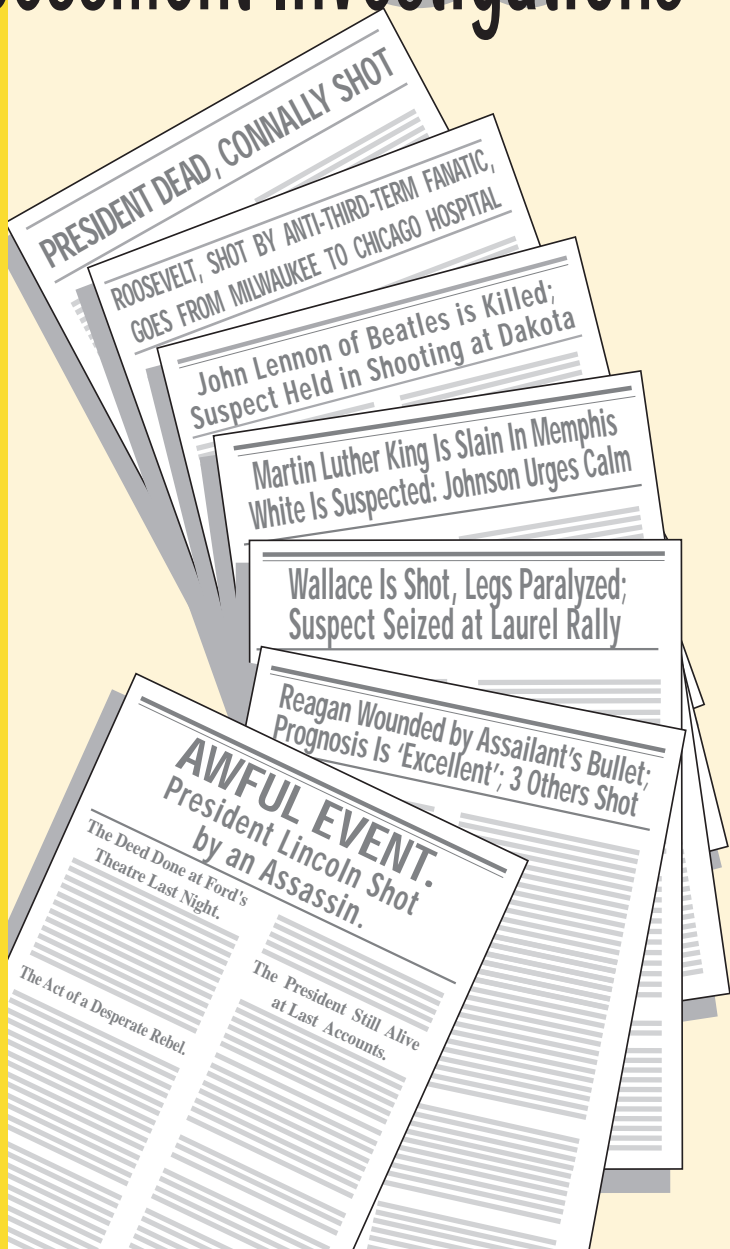 Investigations
PRESIDENT DEAD, CONNALLY SHOT
ROOSEVELT, SHOT BY ANTI-THIRD-TERM FANATIC,
GOES FROM MILWAUKEE TO CHICAGO HOSPITAL
John Lennon of Beatles is Killed;
Suspect Held in Shooting at Dakota
Martin Luther King Is Slain In Memphis
White Is Suspected: Johnson Urges Calm
Wallace Is Shot, Legs Paralyzed;
Suspect Seized at Laurel Rally
Reagan Wounded by Assailant's Bullet;
Prognosis Is 'Excellent'; 3 Others Shot
AWFUL EVENT.
President Lincoln Shot
by an Assassin.
The Deed Done at Ford's
Theatre Last Night.
The Act of a Desperate Rebel.
The President Still Alive
at Last Accounts.